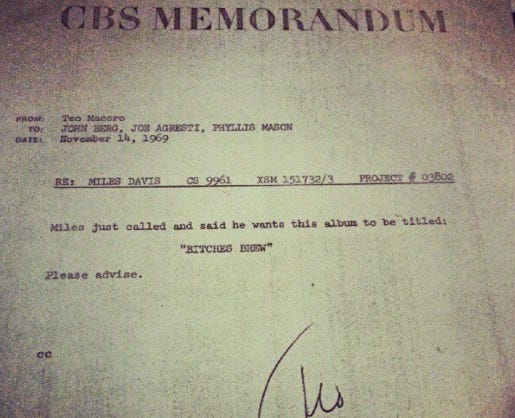 CBS MEMORANDUM
FROM: Teo Macero
TO: JOHN BERG, JOE AGRESTI, PHYLLIS MASON
DATE: November 14, 1969
RE: MILES DAVIS CS 9961 XSM 151732/3 PROJECT # 03802
Miles just called and said he wants this album to be titled:
"BITCHES BREW"
Please advise.
cc
Teo